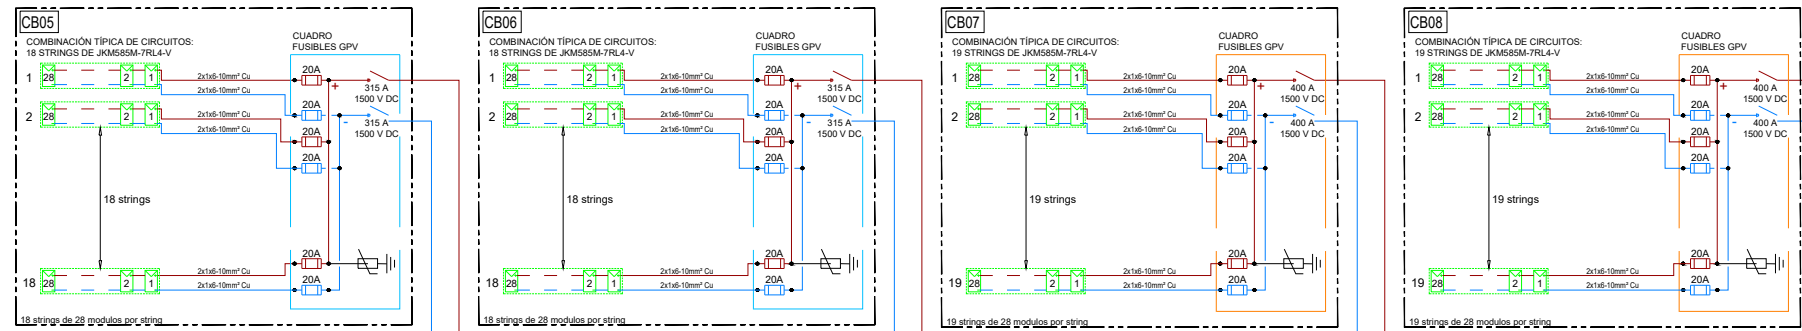 CB05
COMBINACIÓN TÍPICA DE CIRCUITOS:
18 STRINGS DE JKM585M-7RL4-V
CUADRO
FUSIBLES GPV
1
28
2
1
2x1x6-10mm² Cu
2x1x6-10mm² Cu
20A
+
315 A
1500 V DC
2
28
2
1
2x1x6-10mm² Cu
2x1x6-10mm² Cu
20A
-
315 A
1500 V DC
20A
20A
18 strings
18
28
2
1
2x1x6-10mm² Cu
2x1x6-10mm² Cu
20A
20A
18 strings de 28 modulos por string
CB06
COMBINACIÓN TÍPICA DE CIRCUITOS:
18 STRINGS DE JKM585M-7RL4-V
CUADRO
FUSIBLES GPV
1
28
2
1
2x1x6-10mm² Cu
2x1x6-10mm² Cu
20A
+
315 A
1500 V DC
2
28
2
1
2x1x6-10mm² Cu
2x1x6-10mm² Cu
20A
-
315 A
1500 V DC
20A
20A
18 strings
18
28
2
1
2x1x6-10mm² Cu
2x1x6-10mm² Cu
20A
20A
18 strings de 28 modulos por string
CB07
COMBINACIÓN TÍPICA DE CIRCUITOS:
19 STRINGS DE JKM585M-7RL4-V
CUADRO
FUSIBLES GPV
1
28
2
1
2x1x6-10mm² Cu
2x1x6-10mm² Cu
20A
+
400 A
1500 V DC
2
28
2
1
2x1x6-10mm² Cu
2x1x6-10mm² Cu
20A
-
400 A
1500 V DC
20A
20A
19 strings
19
28
2
1
2x1x6-10mm² Cu
2x1x6-10mm² Cu
20A
20A
19 strings de 28 modulos por string
CB08
COMBINACIÓN TÍPICA DE CIRCUITOS:
19 STRINGS DE JKM585M-7RL4-V
CUADRO
FUSIBLES GPV
1
28
2
1
2x1x6-10mm² Cu
2x1x6-10mm² Cu
20A
+
400 A
1500 V DC
2
28
2
1
2x1x6-10mm² Cu
2x1x6-10mm² Cu
20A
-
400 A
1500 V DC
20A
20A
19 strings
19
28
2
1
2x1x6-10mm² Cu
2x1x6-10mm² Cu
20A
20A
19 strings de 28 modulos por string